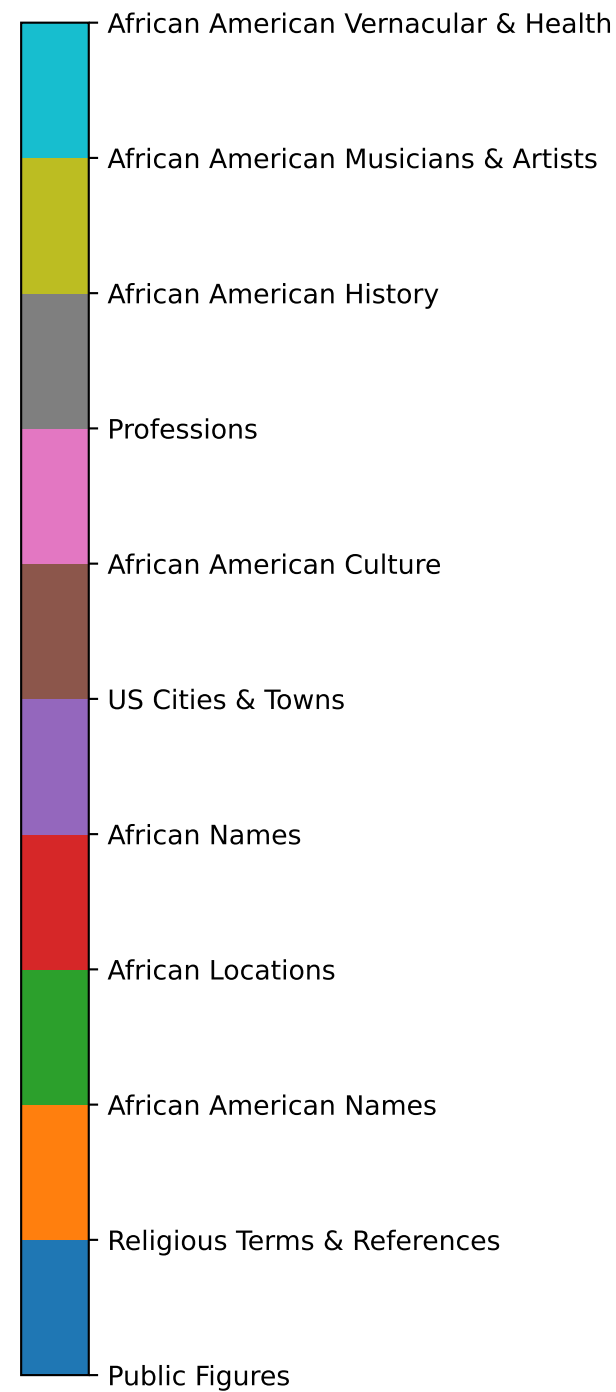 African American Vernacular & Health
African American Musicians & Artists
African American History
Professions
African American Culture
US Cities & Towns
African Names
African Locations
African American Names
Religious Terms & References
Public Figures